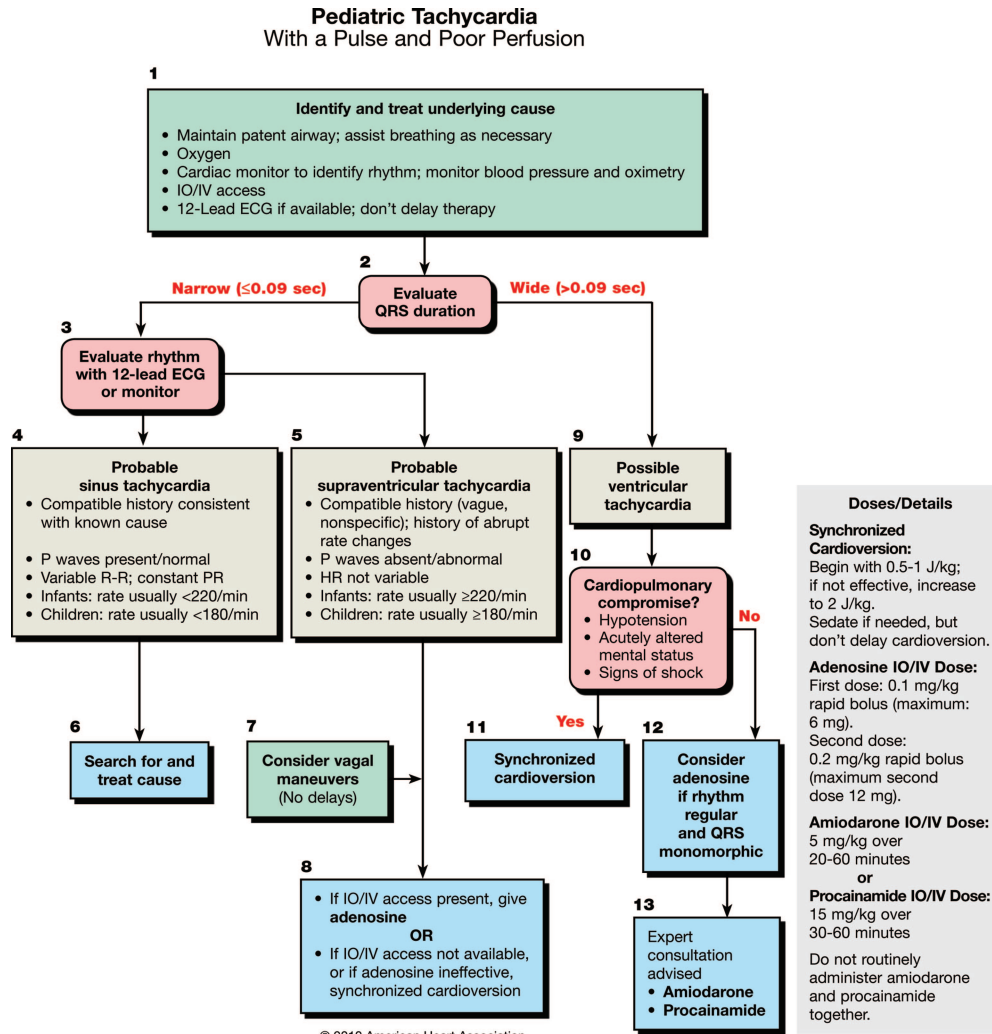 Pediatric Tachycardia
With a Pulse and Poor Perfusion
1
Identify and treat underlying cause
• Maintain patent airway; assist breathing as necessary
• Oxygen
• Cardiac monitor to identify rhythm; monitor blood pressure and oximetry
• IO/IV access
• 12-Lead ECG if available; don't delay therapy
2
Narrow (≤0.09 sec)
Evaluate
QRS duration
Wide (>0.09 sec)
3
Evaluate rhythm
with 12-lead ECG
or monitor
4
Probable
sinus tachycardia
• Compatible history consistent
with known cause
• P waves present/normal
• Variable R-R; constant PR
• Infants: rate usually <220/min
• Children: rate usually <180/min
5
Probable
supraventricular tachycardia
• Compatible history (vague,
nonspecific); history of abrupt
rate changes
• P waves absent/abnormal
• HR not variable
• Infants: rate usually ≥220/min
• Children: rate usually ≥180/min
9
Possible
ventricular
tachycardia
10
Cardiopulmonary
compromise?
• Hypotension
• Acutely altered
mental status
• Signs of shock
No
Yes
6
Search for and
treat cause
7
Consider vagal
maneuvers
(No delays)
11
Synchronized
cardioversion
12
Consider
adenosine
if rhythm
regular
and QRS
monomorphic
8
• If IO/IV access present, give
adenosine
OR
• If IO/IV access not available,
or if adenosine ineffective,
synchronized cardioversion
13
Expert
consultation
advised
• Amiodarone
• Procainamide
Doses/Details
Synchronized
Cardioversion:
Begin with 0.5-1 J/kg;
if not effective, increase
to 2 J/kg.
Sedate if needed, but
don't delay cardioversion.
Adenosine IO/IV Dose:
First dose: 0.1 mg/kg
rapid bolus (maximum:
6 mg).
Second dose:
0.2 mg/kg rapid bolus
(maximum second
dose 12 mg).
Amiodarone IO/IV Dose:
5 mg/kg over
20-60 minutes
or
Procainamide IO/IV Dose:
15 mg/kg over
30-60 minutes
Do not routinely
administer amiodarone
and procainamide
together.
American Heart Association